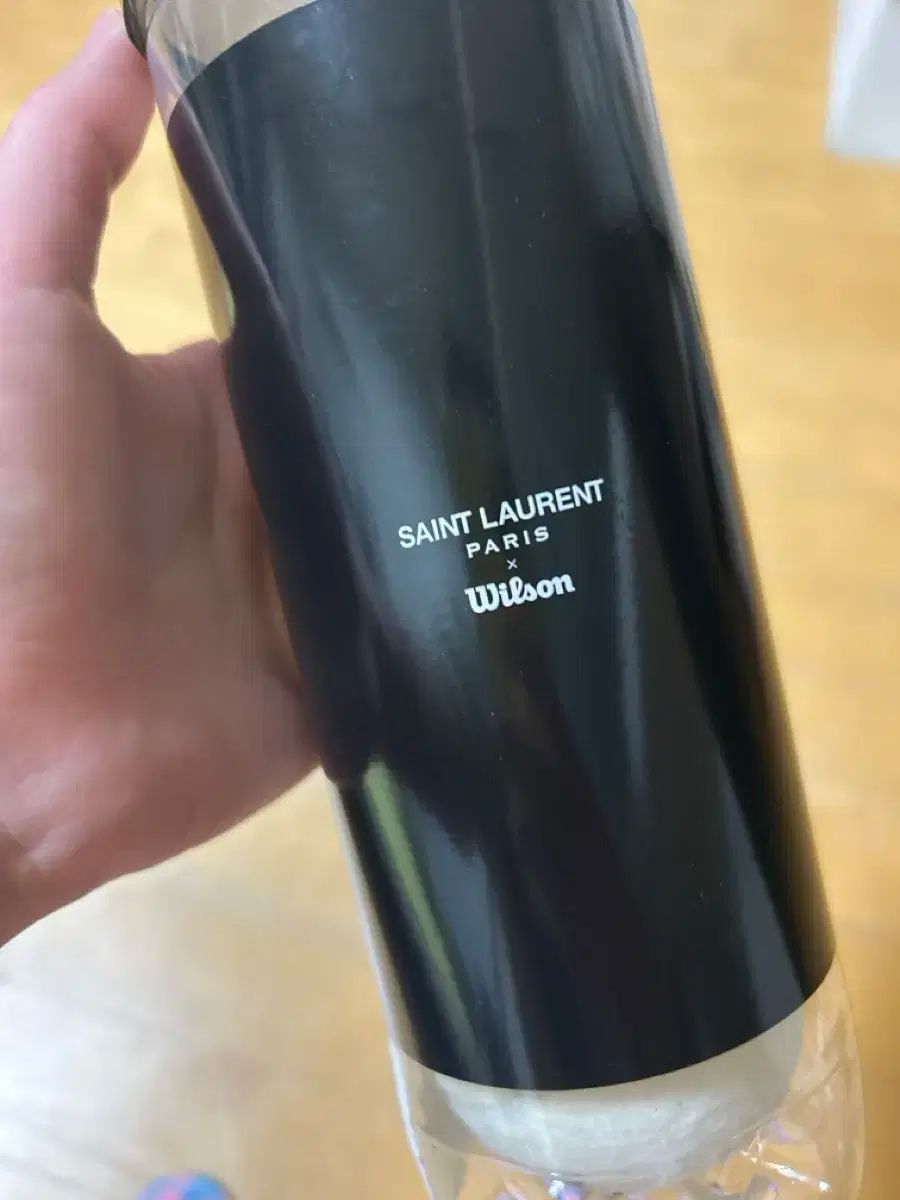 SAINT LAURENT
PARIS
×
Wilson